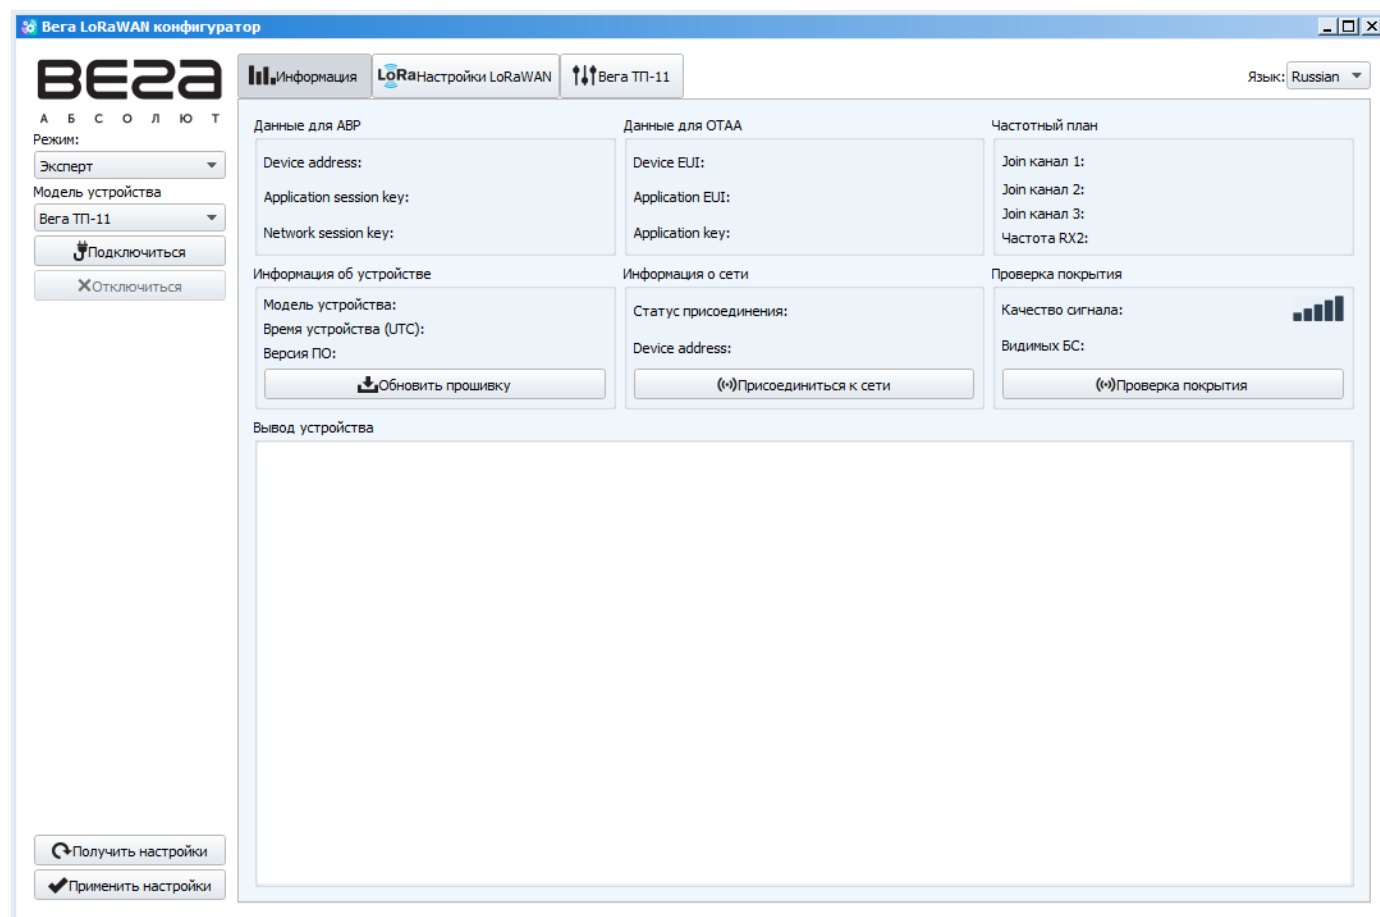 Вега LoRaWAN конфигуратор
ВЕГА
АБСОЛЮТ
Режим:
Эксперт
Модель устройства
Вега ТП-11
Подключиться
Отключиться
Получить настройки
Применить настройки
Информация
LoRa Настройки LoRaWAN
Вега ТП-11
Язык: Russian
Данные для ABP
Device address:
Application session key:
Network session key:
Данные для OTAA
Device EUI:
Application EUI:
Application key:
Частотный план
Join канал 1:
Join канал 2:
Join канал 3:
Частота RX2:
Информация об устройстве
Модель устройства:
Время устройства (UTC):
Версия ПО:
Обновить прошивку
Информация о сети
Статус присоединения:
Device address:
Присоединиться к сети
Проверка покрытия
Качество сигнала:
Видимых БС:
Проверка покрытия
Вывод устройства